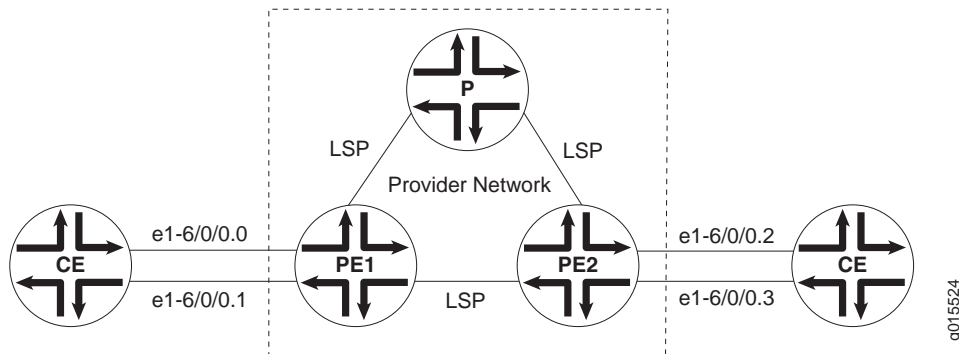 P
LSP
LSP
Provider Network
e1-6/0/0.0
e1-6/0/0.2
CE
PE1
PE2
CE
e1-6/0/0.1
LSP
e1-6/0/0.3
g015524